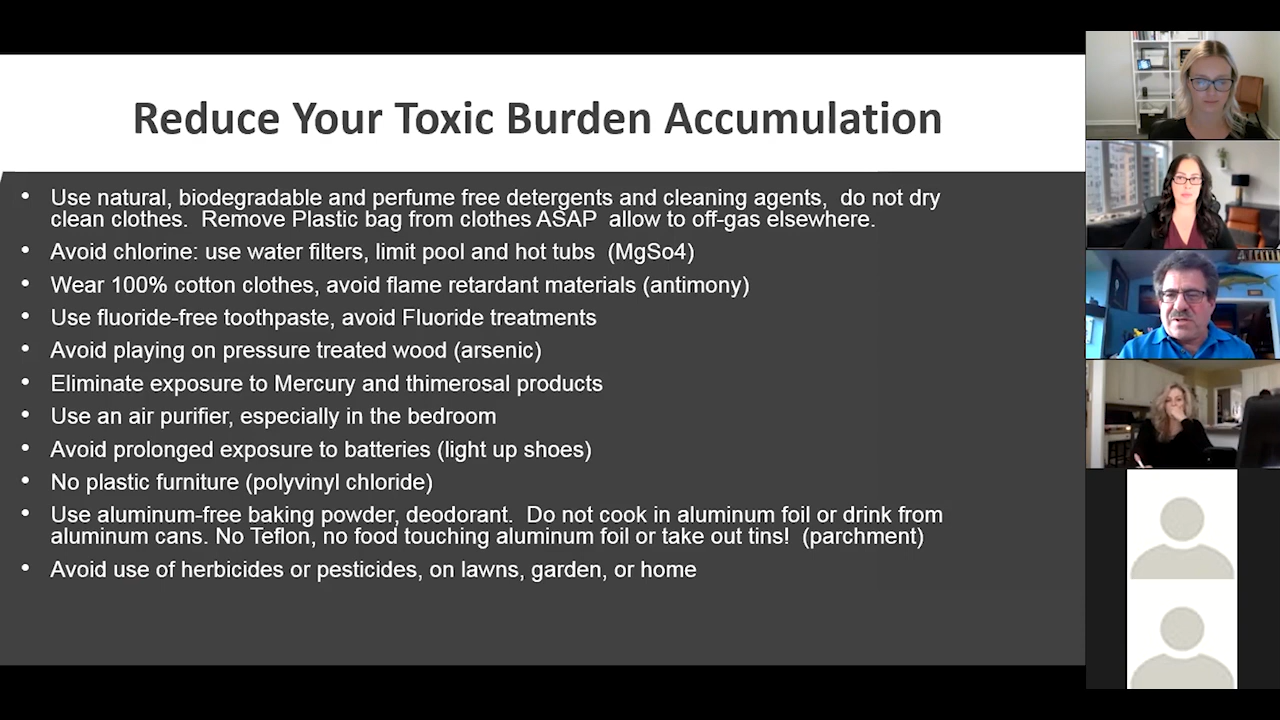 Reduce Your Toxic Burden Accumulation
• Use natural, biodegradable and perfume free detergents and cleaning agents, do not dry
clean clothes. Remove Plastic bag from clothes ASAP allow to off-gas elsewhere.
• Avoid chlorine: use water filters, limit pool and hot tubs (MgSo4)
• Wear 100% cotton clothes, avoid flame retardant materials (antimony)
• Use fluoride-free toothpaste, avoid Fluoride treatments
• Avoid playing on pressure treated wood (arsenic)
• Eliminate exposure to Mercury and thimerosal products
• Use an air purifier, especially in the bedroom
• Avoid prolonged exposure to batteries (light up shoes)
• No plastic furniture (polyvinyl chloride)
• Use aluminum-free baking powder, deodorant. Do not cook in aluminum foil or drink from
aluminum cans. No Teflon, no food touching aluminum foil or take out tins! (parchment)
• Avoid use of herbicides or pesticides, on lawns, garden, or home